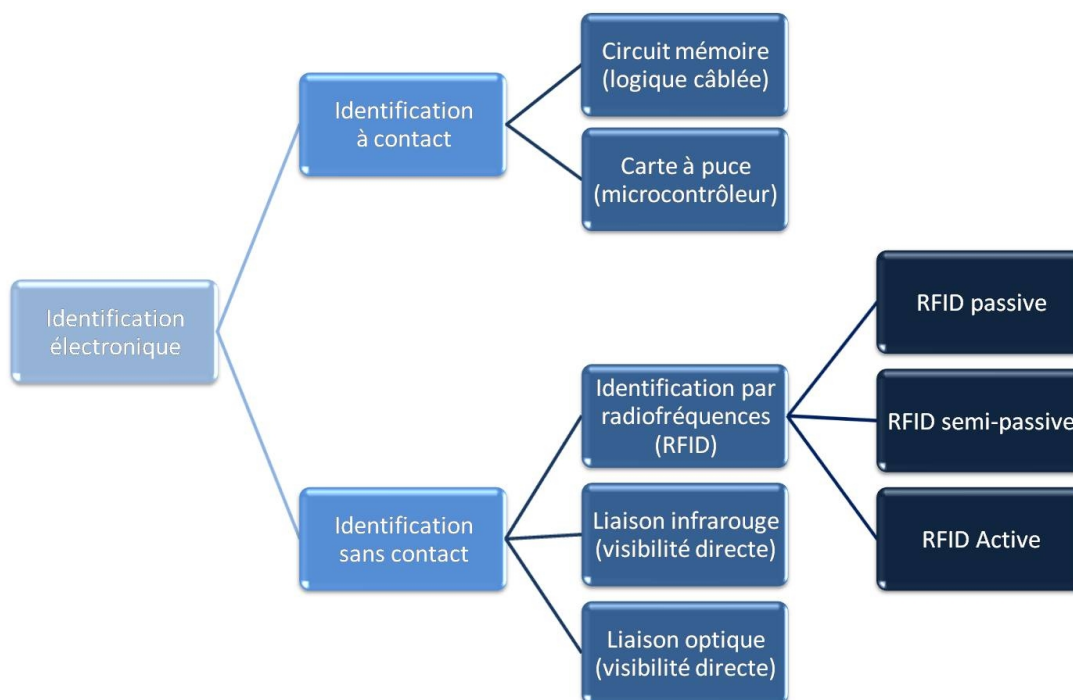 Identification
électronique
Identification
à contact
Circuit mémoire
(logique câblée)
Carte à puce
(microcontrôleur)
Identification
sans contact
Identification par
radiofréquences
(RFID)
RFID passive
RFID semi-passive
RFID Active
Liaison infrarouge
(visibilité directe)
Liaison optique
(visibilité directe)